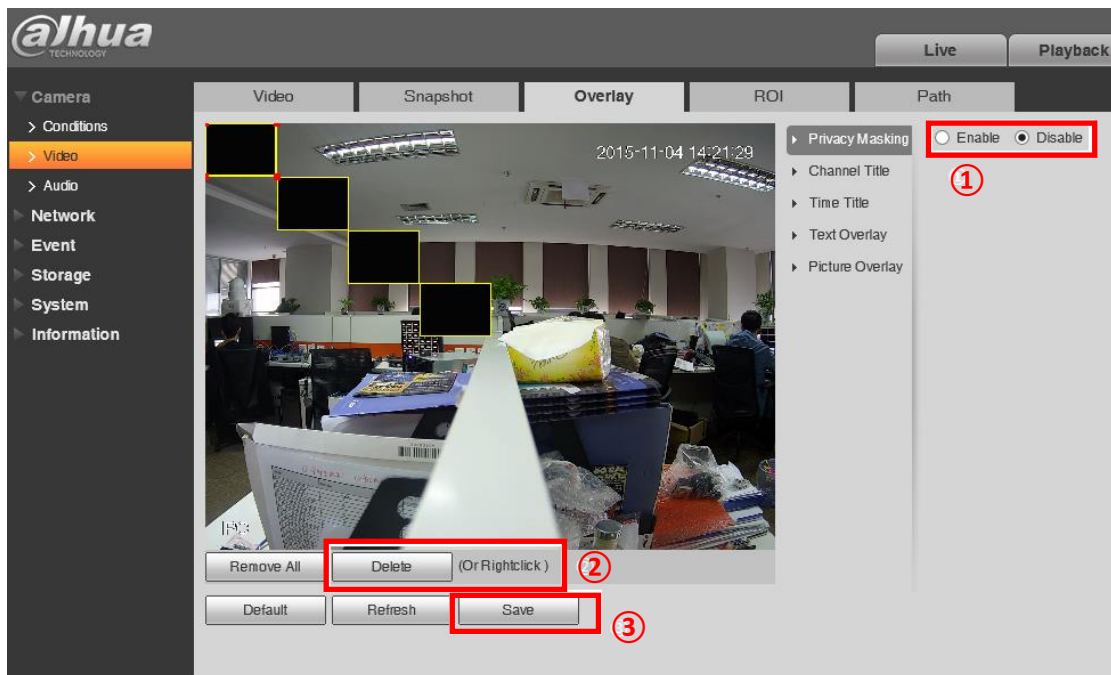 alhua
TECHNOLOGY
Live
Playback
Camera
Video
Snapshot
Overlay
ROI
Path
> Conditions
> Video
> Audio
Network
Event
Storage
System
Information
2015-11-04 14:21:29
Privacy Masking
Channel Title
Time Title
Text Overlay
Picture Overlay
Enable
Disable
①
IPC
Remove All
Delete
(Or Rightclick )
②
Default
Refresh
Save
③